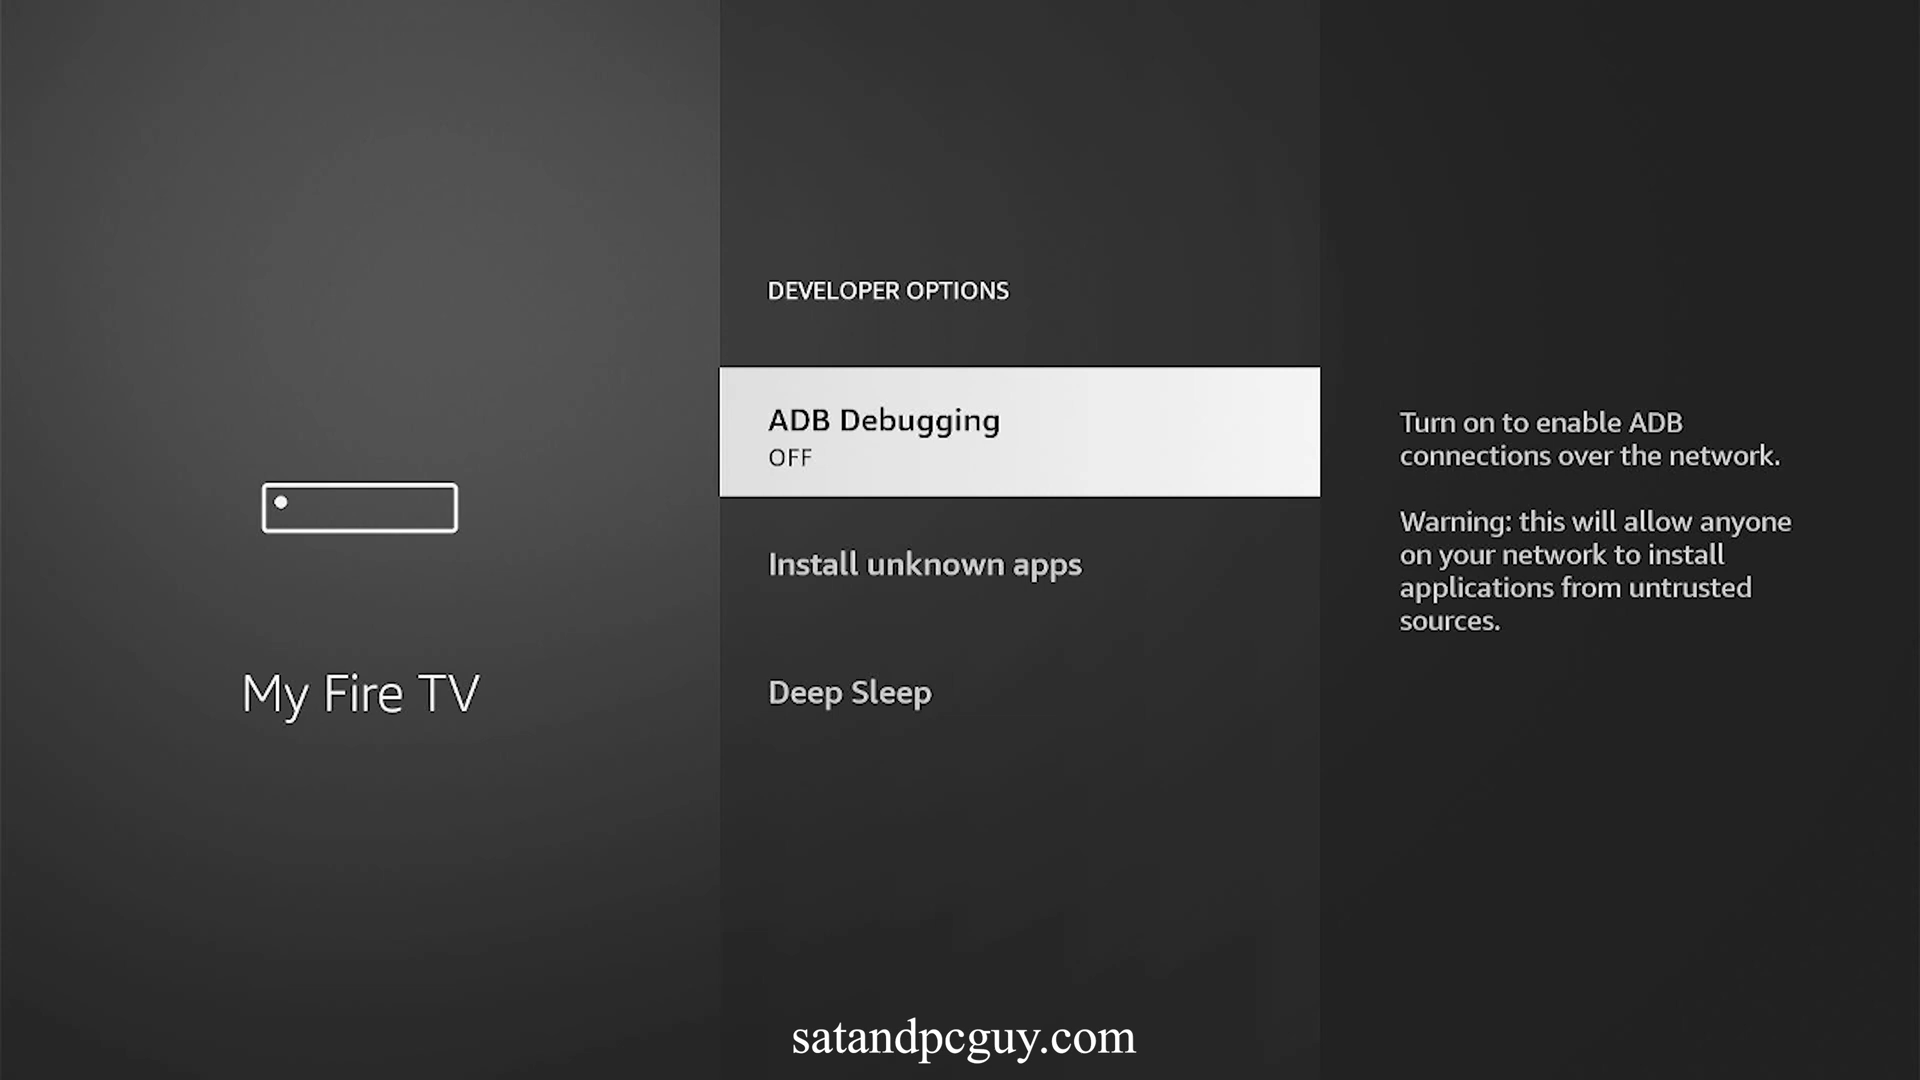 DEVELOPER OPTIONS
ADB Debugging
OFF
Install unknown apps
Deep Sleep
My Fire TV
Turn on to enable ADB
connections over the network.
Warning: this will allow anyone
on your network to install
applications from untrusted
sources.
satandpcguy.com